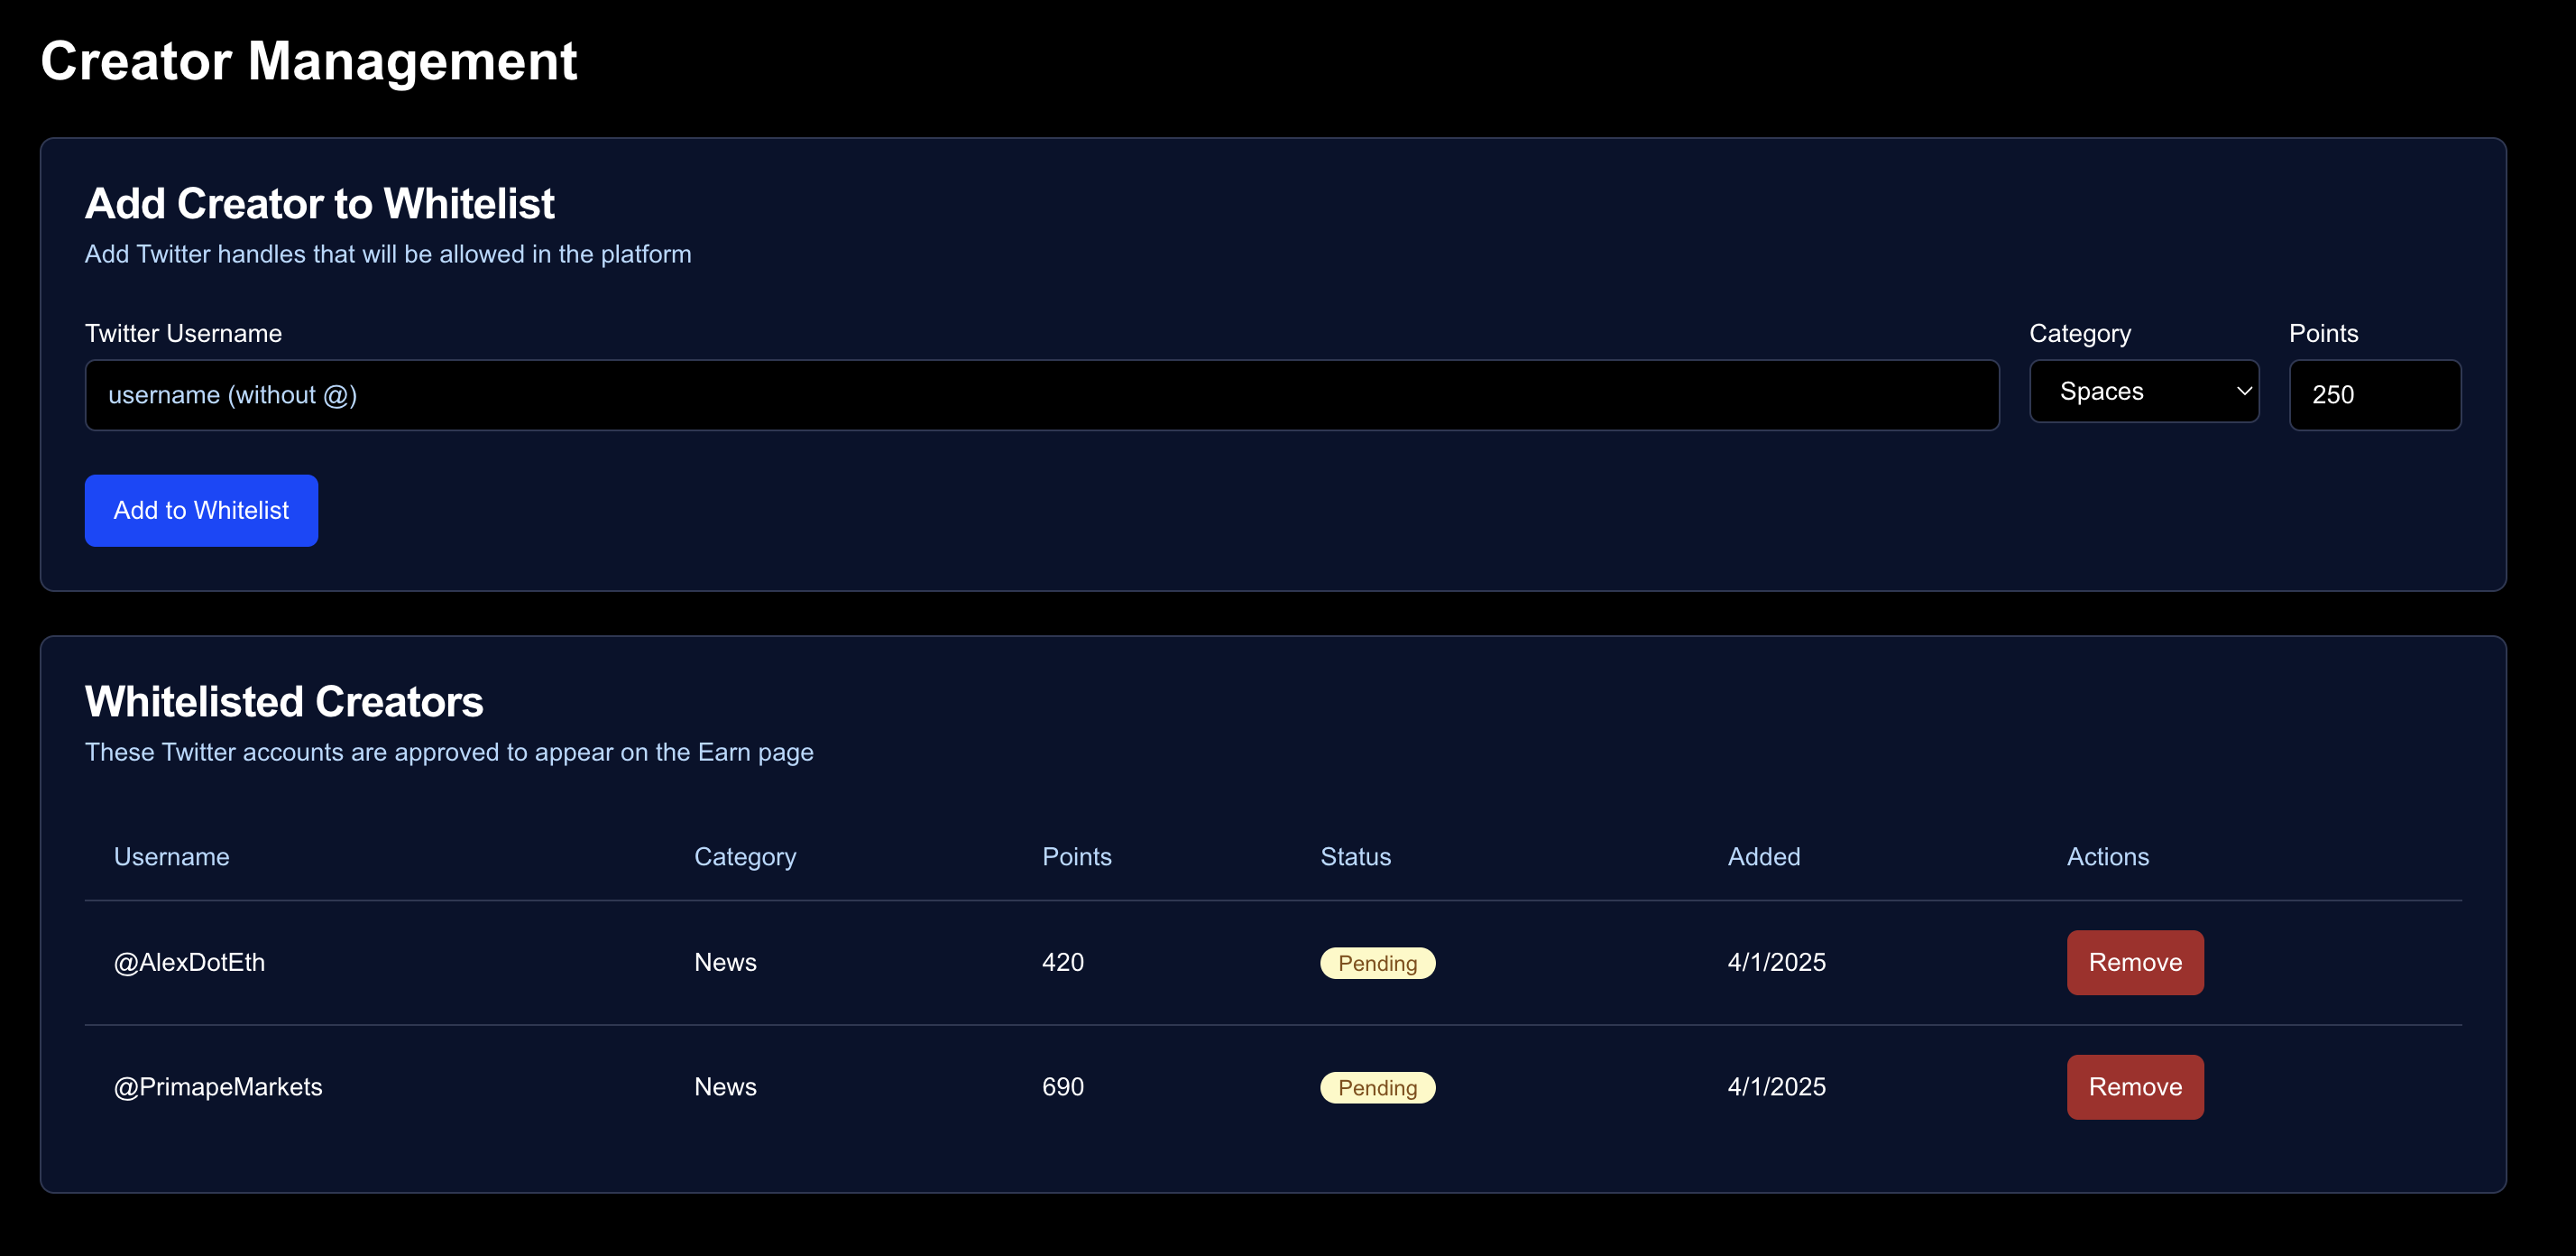 Creator Management
Add Creator to Whitelist
Add Twitter handles that will be allowed in the platform
Twitter Username Category Points
username (without @) Spaces 250
Add to Whitelist
Whitelisted Creators
These Twitter accounts are approved to appear on the Earn page
Username Category Points Status Added Actions
@AlexDotEth News 420 Pending 4/1/2025 Remove
@PrimapeMarkets News 690 Pending 4/1/2025 Remove